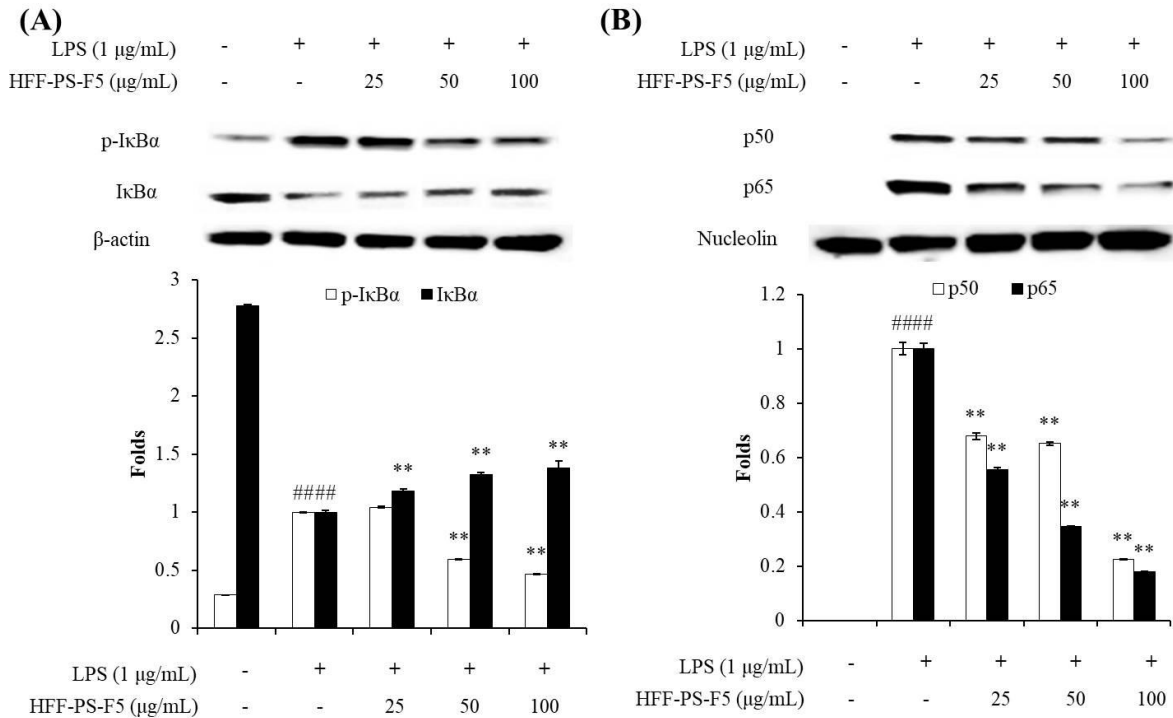 (A)
LPS (1 µg/mL) - + + + +
HFF-PS-F5 (µg/mL) - - 25 50 100
p-IκBα
IκBα
β-actin
3
2.5
2
1.5
1
0.5
0
Folds
p-IκBα IκBα
####
**
**
**
**
**
LPS (1 µg/mL) - + + + +
HFF-PS-F5 (µg/mL) - - 25 50 100
(B)
LPS (1 µg/mL) - + + + +
HFF-PS-F5 (µg/mL) - - 25 50 100
p50
p65
Nucleolin
1.2
1
0.8
0.6
0.4
0.2
0
Folds
p50 p65
####
**
**
**
**
**
**
LPS (1 µg/mL) - + + + +
HFF-PS-F5 (µg/mL) - - 25 50 100